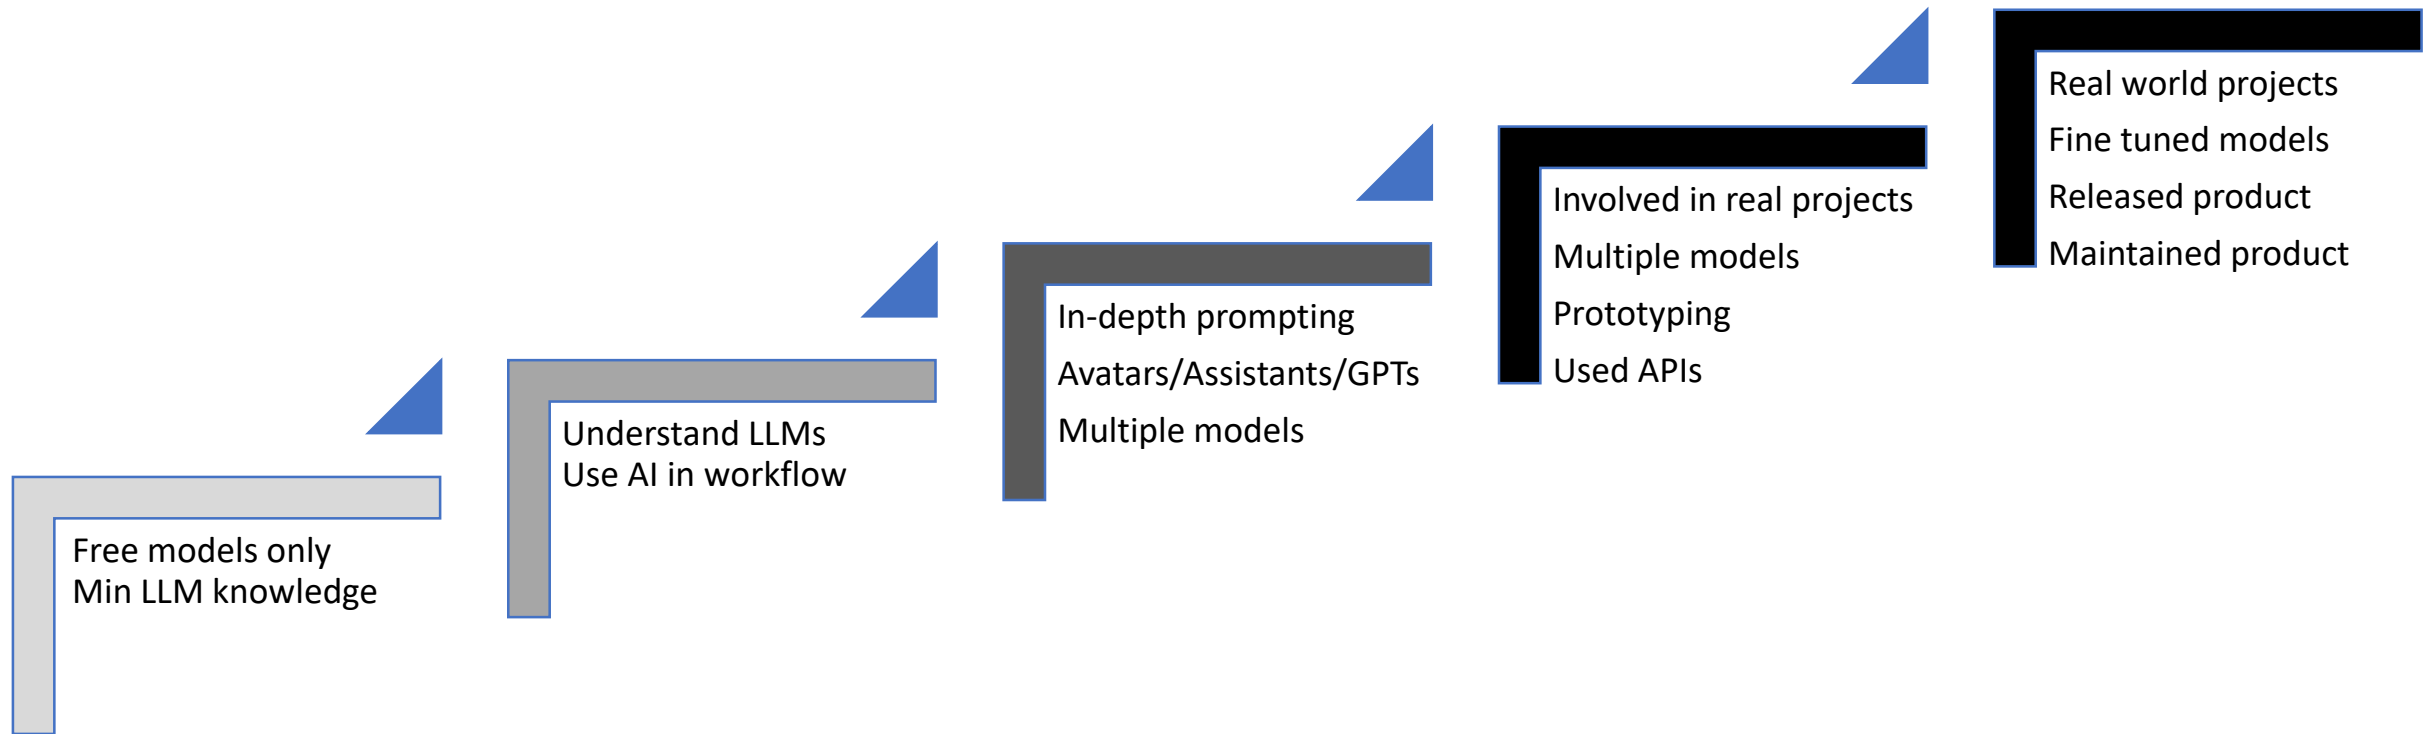 Free models only
Min LLM knowledge
Understand LLMs
Use AI in workflow
In-depth prompting
Avatars/Assistants/GPTs
Multiple models
Involved in real projects
Multiple models
Prototyping
Used APIs
Real world projects
Fine tuned models
Released product
Maintained product